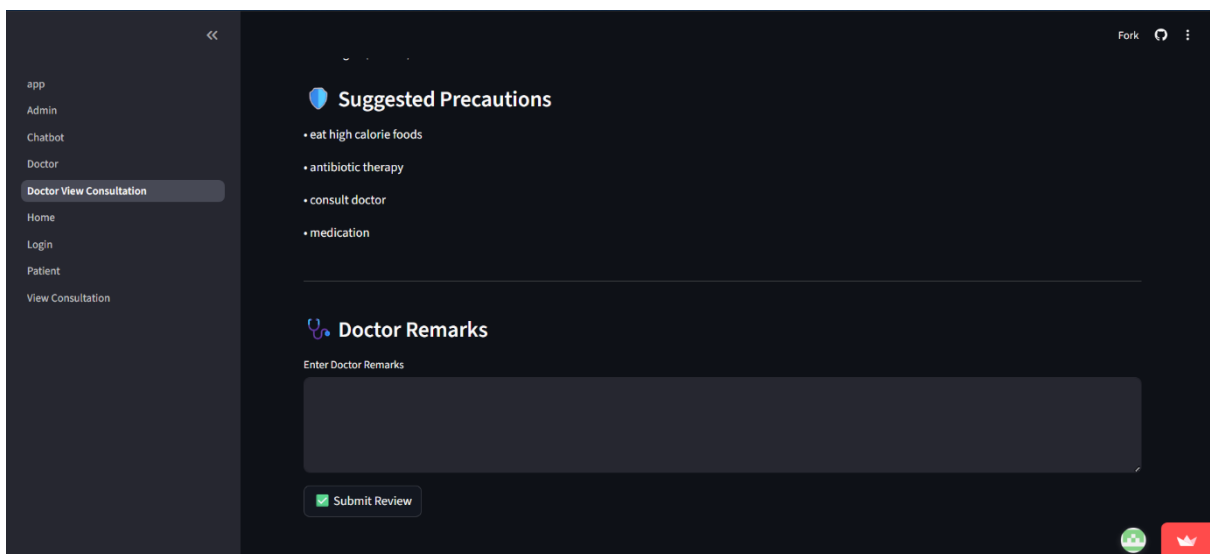 Fork
app
Admin
Chatbot
Doctor
Doctor View Consultation
Home
Login
Patient
View Consultation
Suggested Precautions
• eat high calorie foods
• antibiotic therapy
• consult doctor
• medication
Doctor Remarks
Enter Doctor Remarks
Submit Review